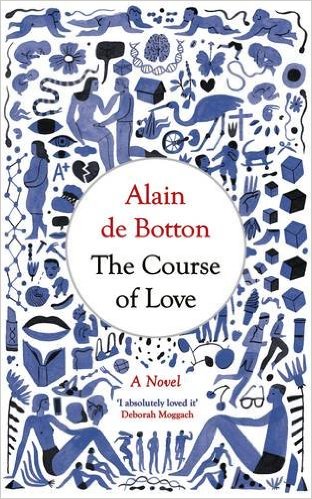 A+
Alain
de Botton
The Course
of Love
A Novel
'I absolutely loved it'
Deborah Moggach